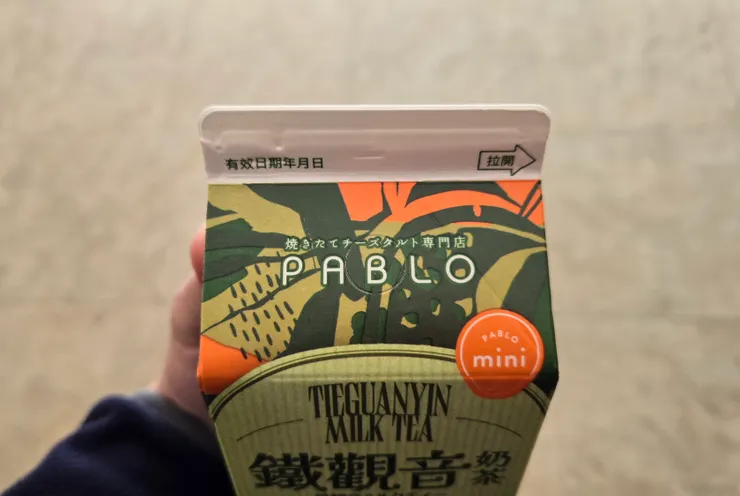 有效日期年月日
拉開
焼きたてチーズタルト専門店
PABLO
PABLO
mini
TIEGUANYIN
MILK TEA
鐵觀音奶茶